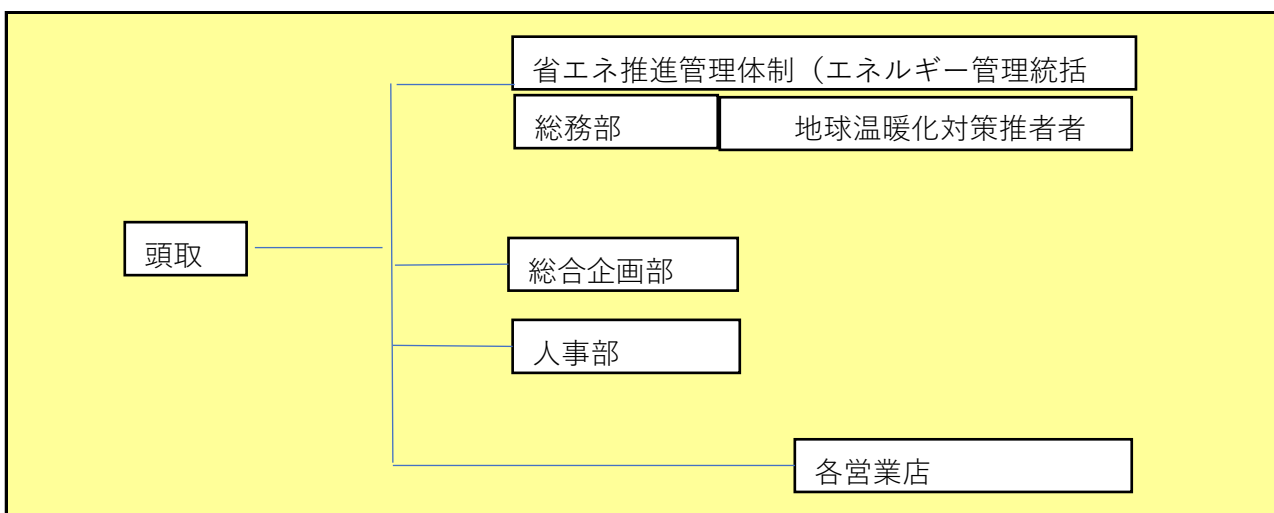 省エネ推進管理体制（エネルギー管理統括
総務部
地球温暖化対策推者者
頭取
総合企画部
人事部
各営業店